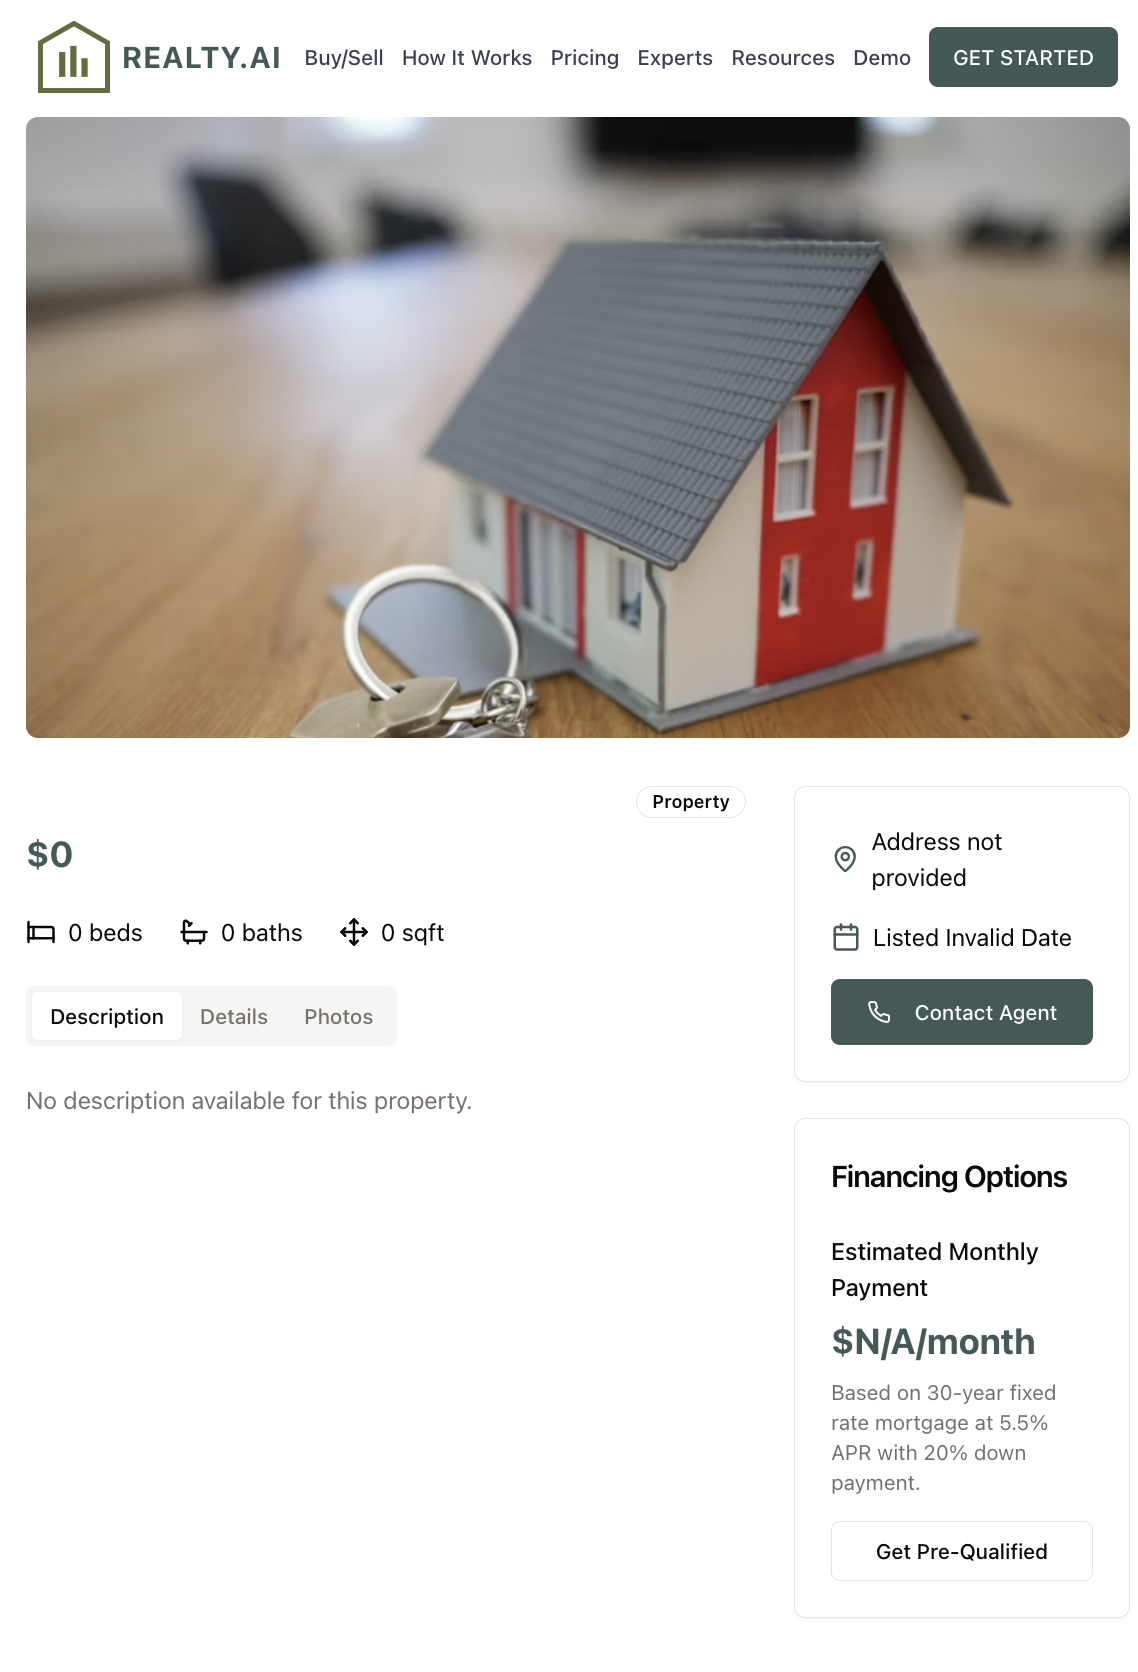 REALTY.AI Buy/Sell How It Works Pricing Experts Resources Demo GET STARTED
Property
$0
0 beds 0 baths 0 sqft
Description Details Photos
No description available for this property.
Address not
provided
Listed Invalid Date
Contact Agent
Financing Options
Estimated Monthly
Payment
$N/A/month
Based on 30-year fixed
rate mortgage at 5.5%
APR with 20% down
payment.
Get Pre-Qualified